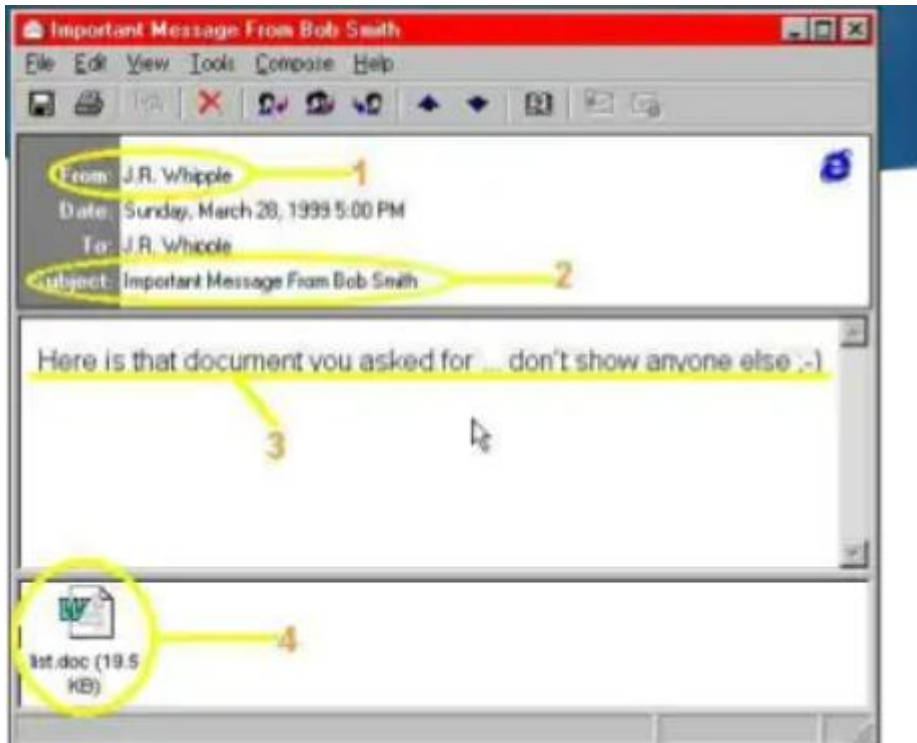 Important Message From Bob Smith
File Edit View Tools Compose Help
From: J.R. Whipple
1
Date: Sunday, March 28, 1999 5:00 PM
To: J.R. Whipple
Subject: Important Message From Bob Smith
2
Here is that document you asked for ... don't show anyone else ;-)
3
4
list.doc (19.5
KB)